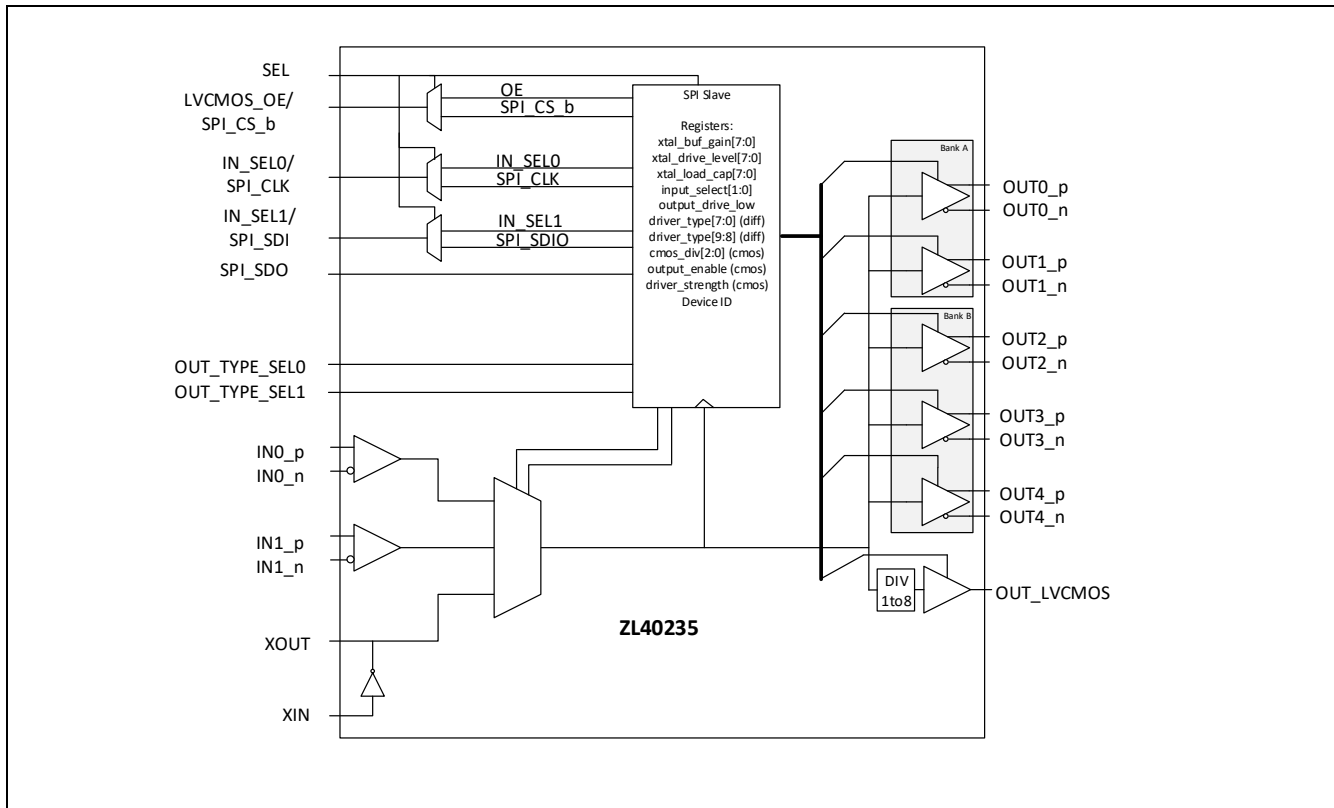 SEL
LVCMOS_OE/
SPI_CS_b
IN_SEL0/
SPI_CLK
IN_SEL1/
SPI_SDI
SPI_SDO
OUT_TYPE_SEL0
OUT_TYPE_SEL1
IN0_p
IN0_n
IN1_p
IN1_n
XOUT
XIN
OE
SPI_CS_b
IN_SEL0
SPI_CLK
IN_SEL1
SPI_SDIO
SPI Slave
Registers:
xtal_buf_gain[7:0]
xtal_drive_level[7:0]
xtal_load_cap[7:0]
input_select[1:0]
output_drive_low
driver_type[7:0] (diff)
driver_type[9:8] (diff)
cmos_div[2:0] (cmos)
output_enable (cmos)
driver_strength (cmos)
Device ID
ZL40235
Bank A
OUT0_p
OUT0_n
OUT1_p
OUT1_n
Bank B
OUT2_p
OUT2_n
OUT3_p
OUT3_n
OUT4_p
OUT4_n
DIV
1to8
OUT_LVCMOS